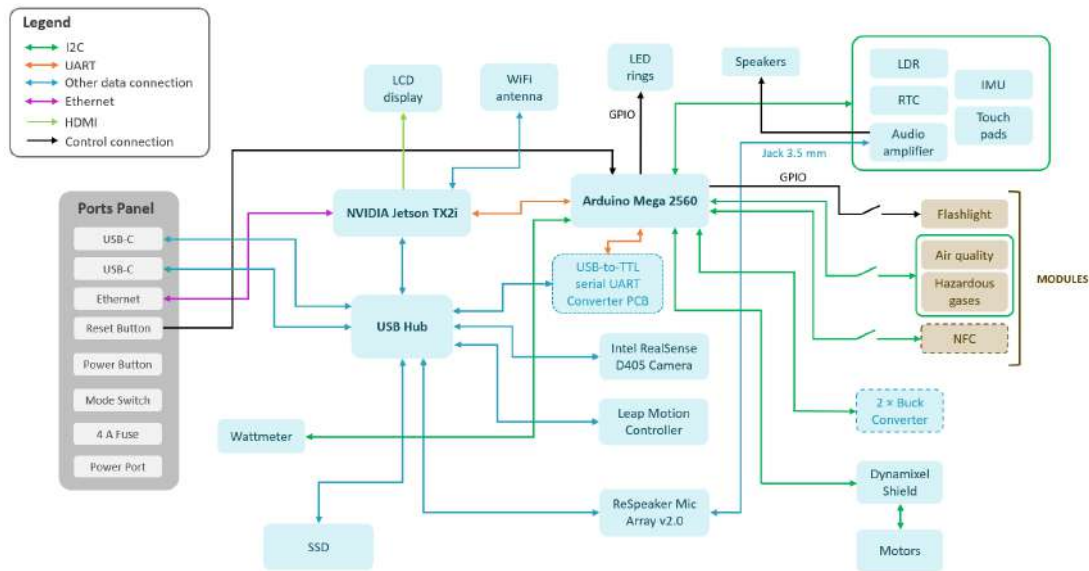 Legend
I2C
UART
Other data connection
Ethernet
HDMI
Control connection
LCD
display
WiFi
antenna
LED
rings
Speakers
LDR
RTC
IMU
Touch
pads
Audio
amplifier
GPIO
Jack 3.5 mm
GPIO
Ports Panel
USB-C
USB-C
Ethernet
Reset Button
Power Button
Mode Switch
4 A Fuse
Power Port
NVIDIA Jetson TX2i
Arduino Mega 2560
USB-to-TTL
serial UART
Converter PCB
USB Hub
Intel RealSense
D405 Camera
Leap Motion
Controller
Wattmeter
SSD
ReSpeaker Mic
Array v2.0
Flashlight
Air quality
Hazardous
gases
NFC
MODULES
2 × Buck
Converter
Dynamixel
Shield
Motors